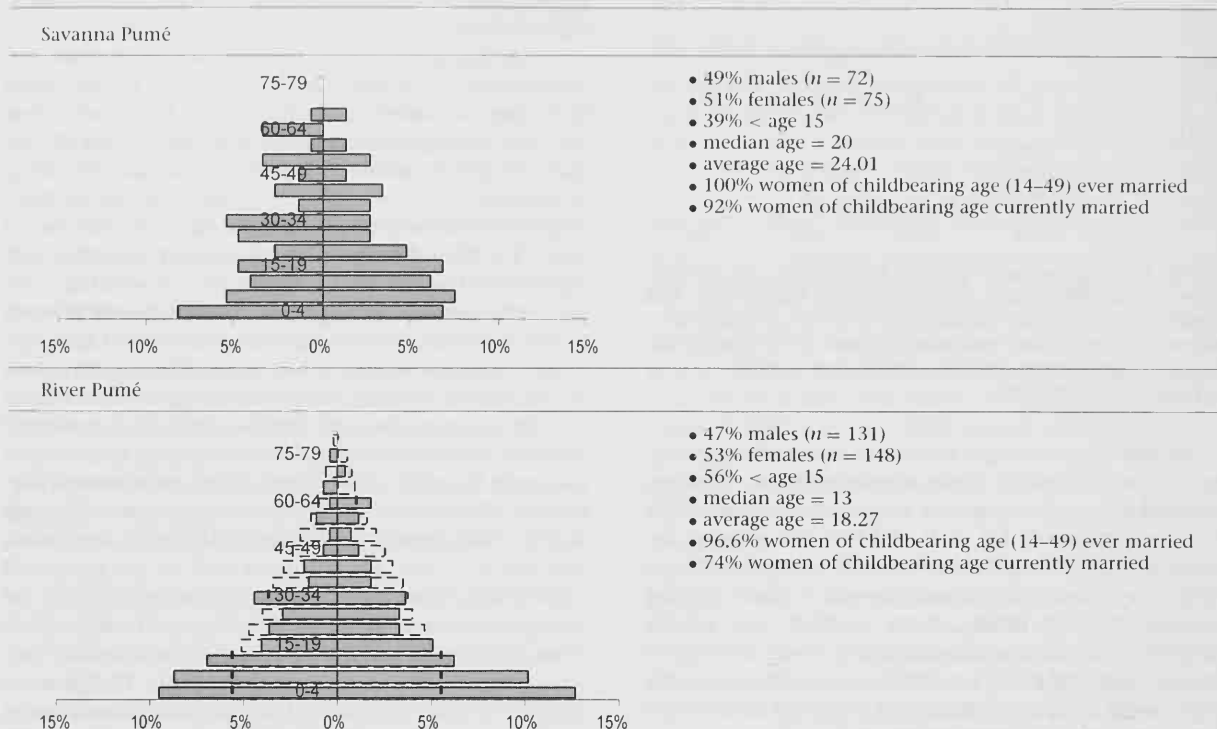 Savanna Pumé
75-79
60-64
45-49
30-34
15-19
0-4
15% 10% 5% 0% 5% 10% 15%
• 49% males (n = 72)
• 51% females (n = 75)
• 39% < age 15
• median age = 20
• average age = 24.01
• 100% women of childbearing age (14–49) ever married
• 92% women of childbearing age currently married
River Pumé
75-79
60-64
45-49
30-34
15-19
0-4
15% 10% 5% 0% 5% 10% 15%
• 47% males (n = 131)
• 53% females (n = 148)
• 56% < age 15
• median age = 13
• average age = 18.27
• 96.6% women of childbearing age (14–49) ever married
• 74% women of childbearing age currently married